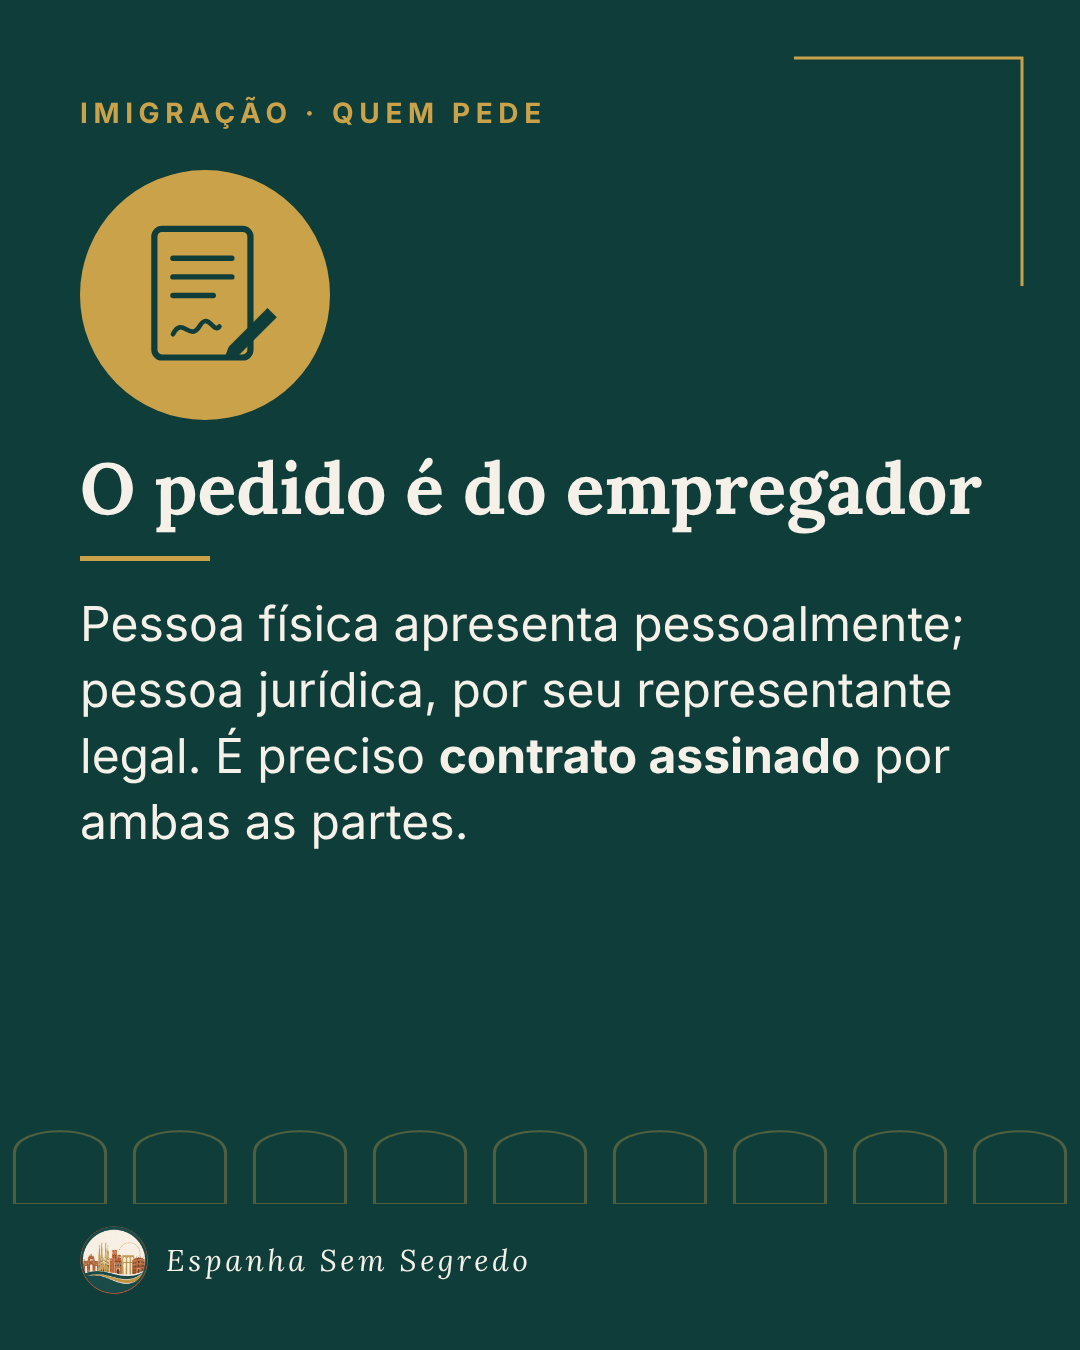 IMIGRAÇÃO · QUEM PEDE
O pedido é do empregador
Pessoa física apresenta pessoalmente;
pessoa jurídica, por seu representante
legal. É preciso contrato assinado por
ambas as partes.
Espanha Sem Segredo